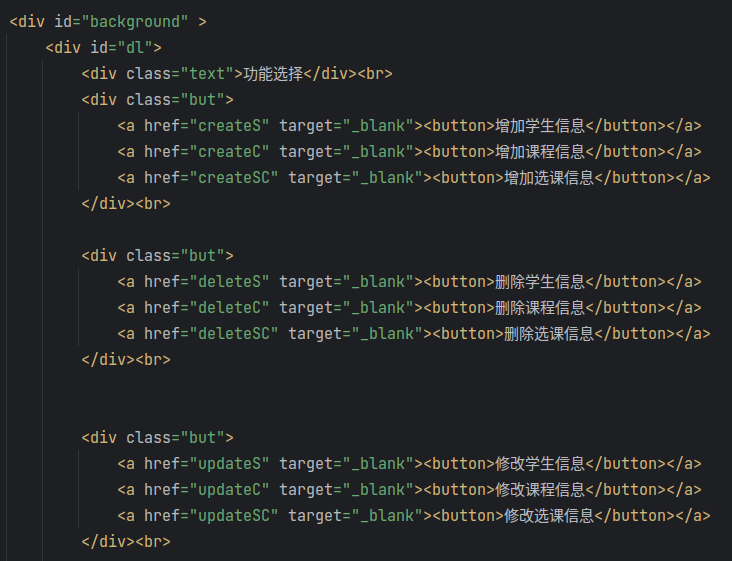 <div id="background" >
<div id="dl">
<div class="text">功能选择</div><br>
<div class="but">
<a href="createS" target="_blank"><button>增加学生信息</button></a>
<a href="createC" target="_blank"><button>增加课程信息</button></a>
<a href="createSC" target="_blank"><button>增加选课信息</button></a>
</div><br>
<div class="but">
<a href="deleteS" target="_blank"><button>删除学生信息</button></a>
<a href="deleteC" target="_blank"><button>删除课程信息</button></a>
<a href="deleteSC" target="_blank"><button>删除选课信息</button></a>
</div><br>
<div class="but">
<a href="updateS" target="_blank"><button>修改学生信息</button></a>
<a href="updateC" target="_blank"><button>修改课程信息</button></a>
<a href="updateSC" target="_blank"><button>修改选课信息</button></a>
</div><br>